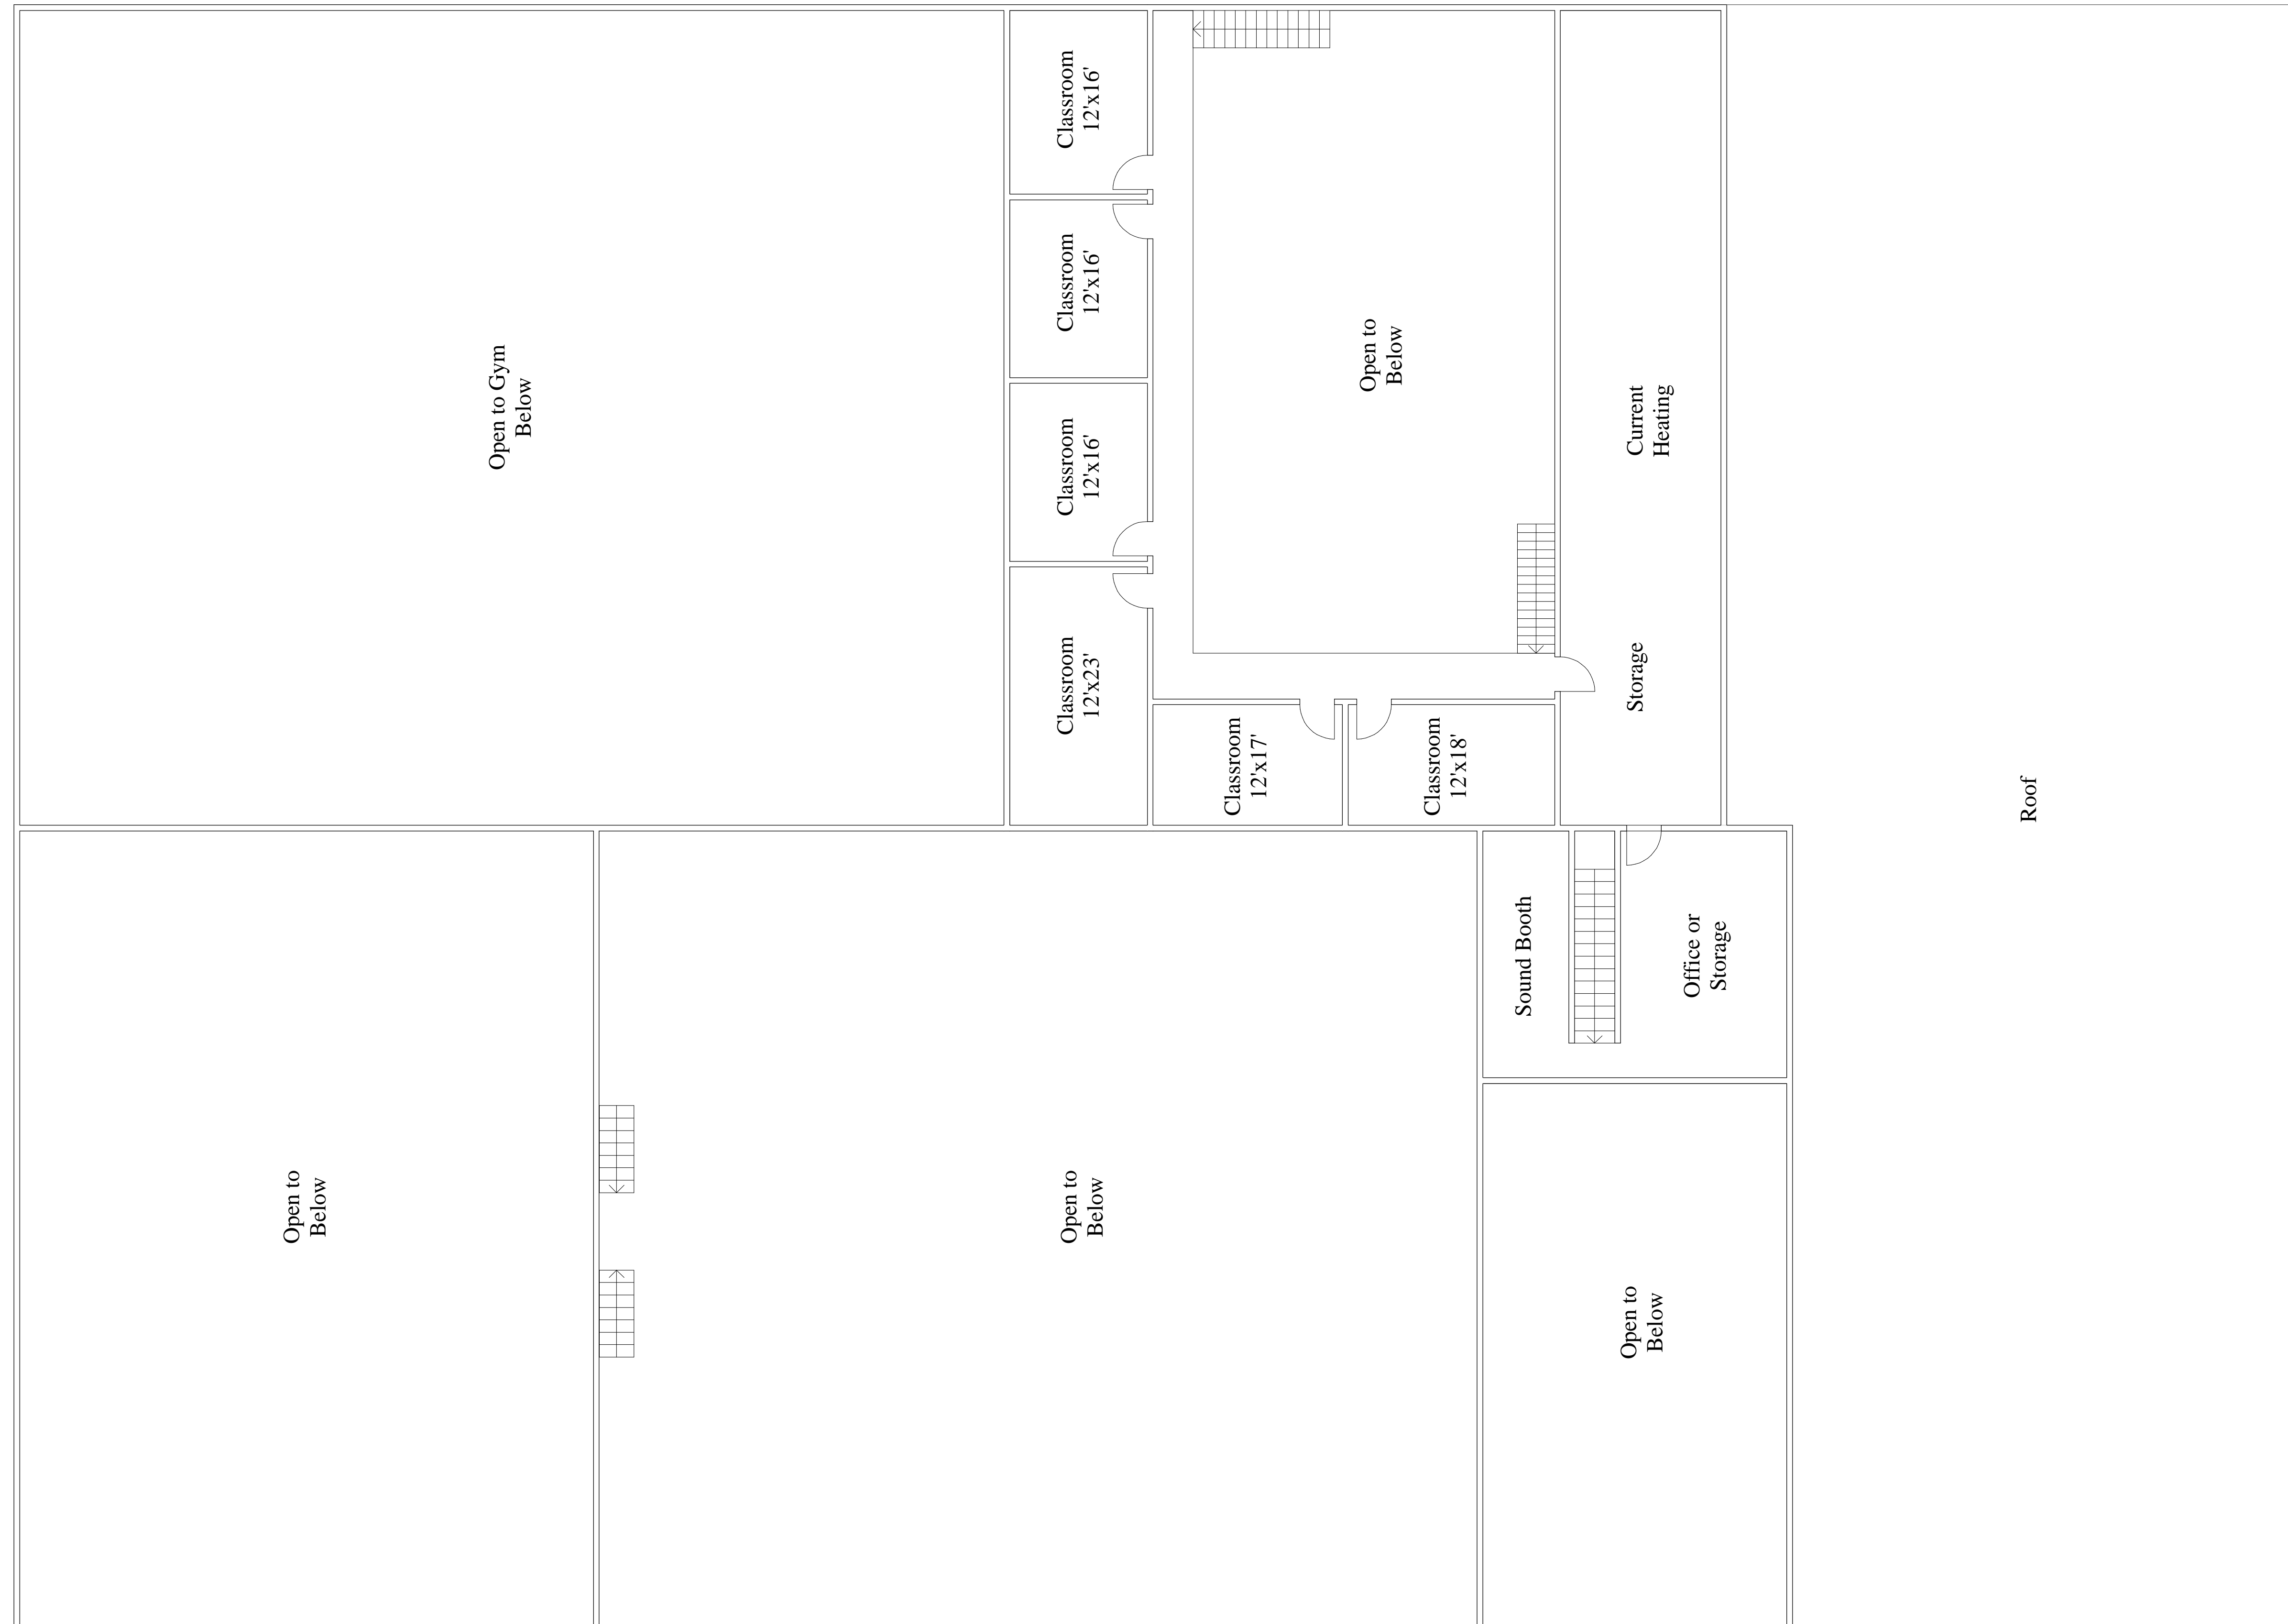 Open to Gym
Below
Classroom
12'x16'
Classroom
12'x16'
Classroom
12'x16'
Classroom
12'x23'
Open to
Below
Current
Heating
Storage
Classroom
12'x17'
Classroom
12'x18'
Roof
Sound Booth
Office or
Storage
Open to
Below
Open to
Below
Open to
Below